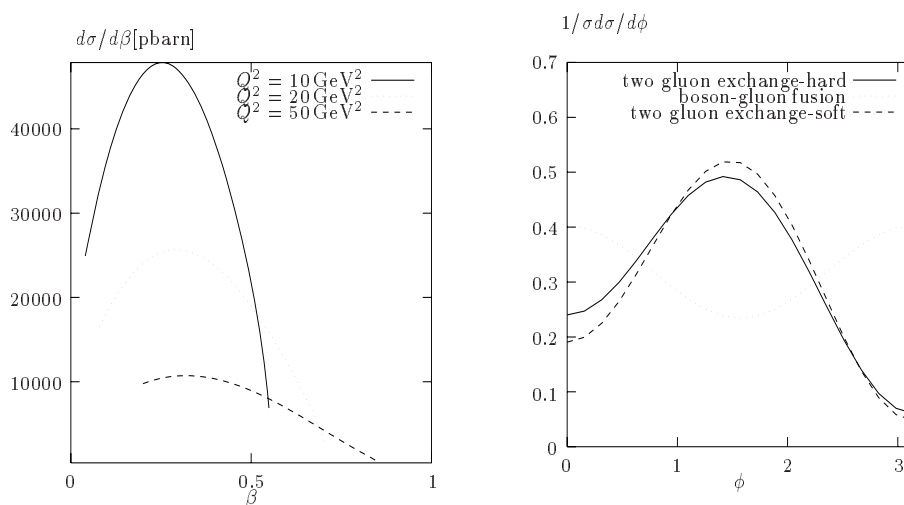 dσ/dβ[pbarn]
Q² = 10 GeV²
Q² = 20 GeV²
Q² = 50 GeV²
40000
30000
20000
10000
0
0.5
1
β
1/σdσ/dϕ
two gluon exchange-hard
boson-gluon fusion
two gluon exchange-soft
0.7
0.6
0.5
0.4
0.3
0.2
0.1
0
0
1
2
3
ϕ